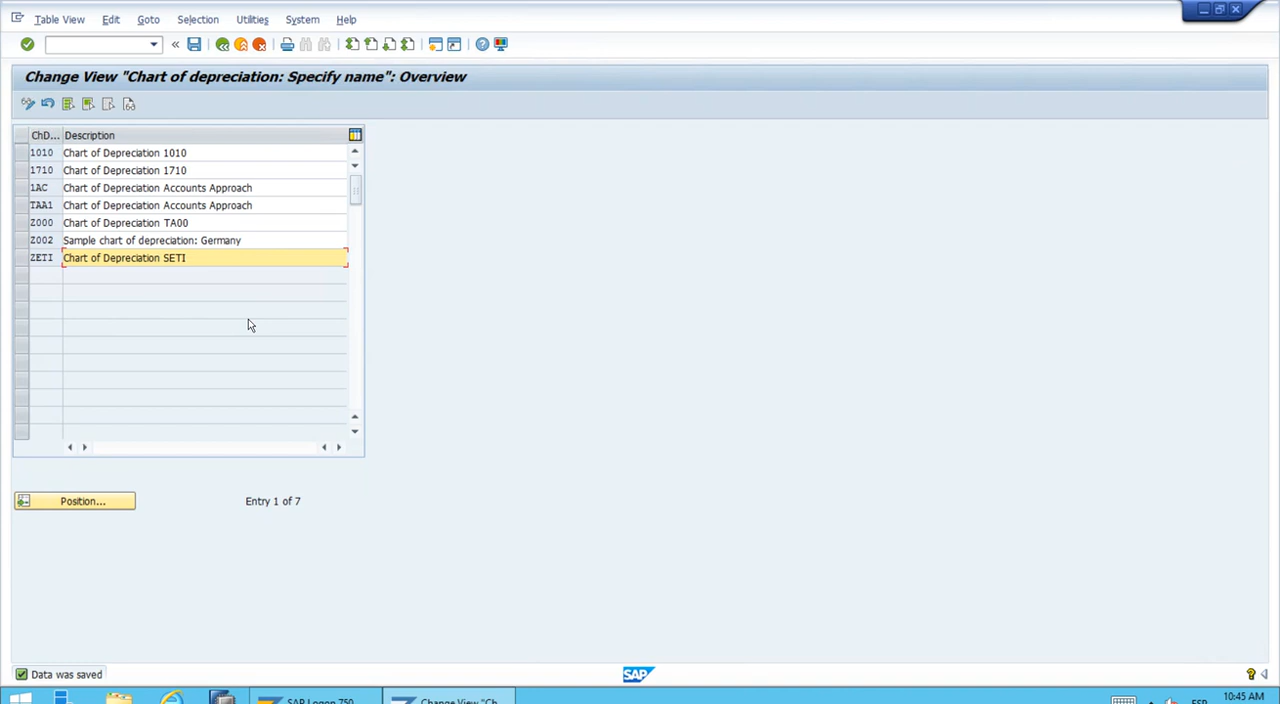 Table View Edit Goto Selection Utilities System Help
Change View "Chart of depreciation: Specify name": Overview
ChD... Description
1010 Chart of Depreciation 1010
1710 Chart of Depreciation 1710
1AC Chart of Depreciation Accounts Approach
TAA1 Chart of Depreciation Accounts Approach
Z000 Chart of Depreciation TA00
Z002 Sample chart of depreciation: Germany
ZETI Chart of Depreciation SETI
Position... Entry 1 of 7
Data was saved SAP
SAP Logon 750 Change View "Ch... ESP 10:45 AM